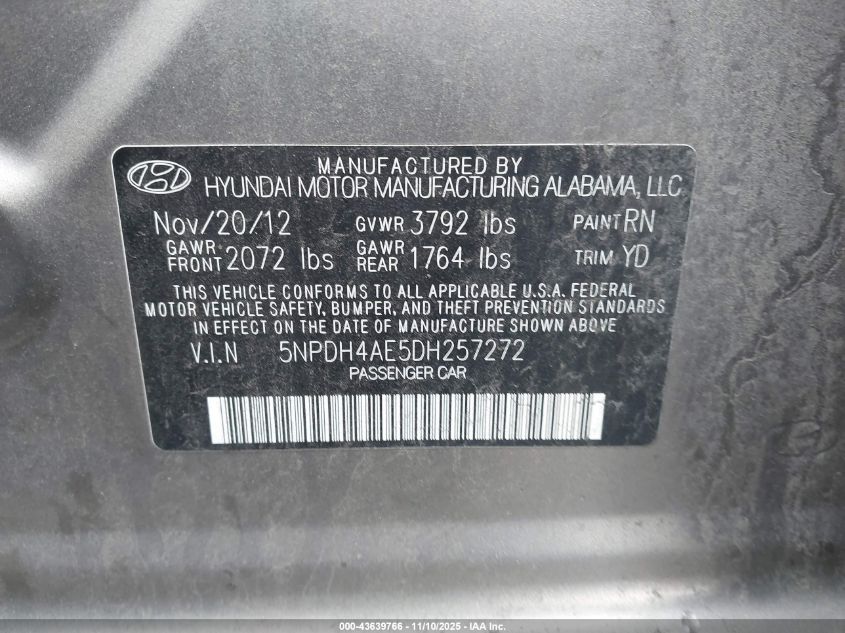 MANUFACTURED BY
HYUNDAI MOTOR MANUFACTURING ALABAMA, LLC
Nov/20/12 GVWR 3792 lbs PAINT RN
GAWR FRONT 2072 lbs GAWR REAR 1764 lbs TRIM YD
THIS VEHICLE CONFORMS TO ALL APPLICABLE U.S.A. FEDERAL
MOTOR VEHICLE SAFETY, BUMPER, AND THEFT PREVENTION STANDARDS
IN EFFECT ON THE DATE OF MANUFACTURE SHOWN ABOVE.
V.I.N 5NPDH4AE5DH257272
PASSENGER CAR
000-43639766 - 11/10/2025 - IAA Inc.